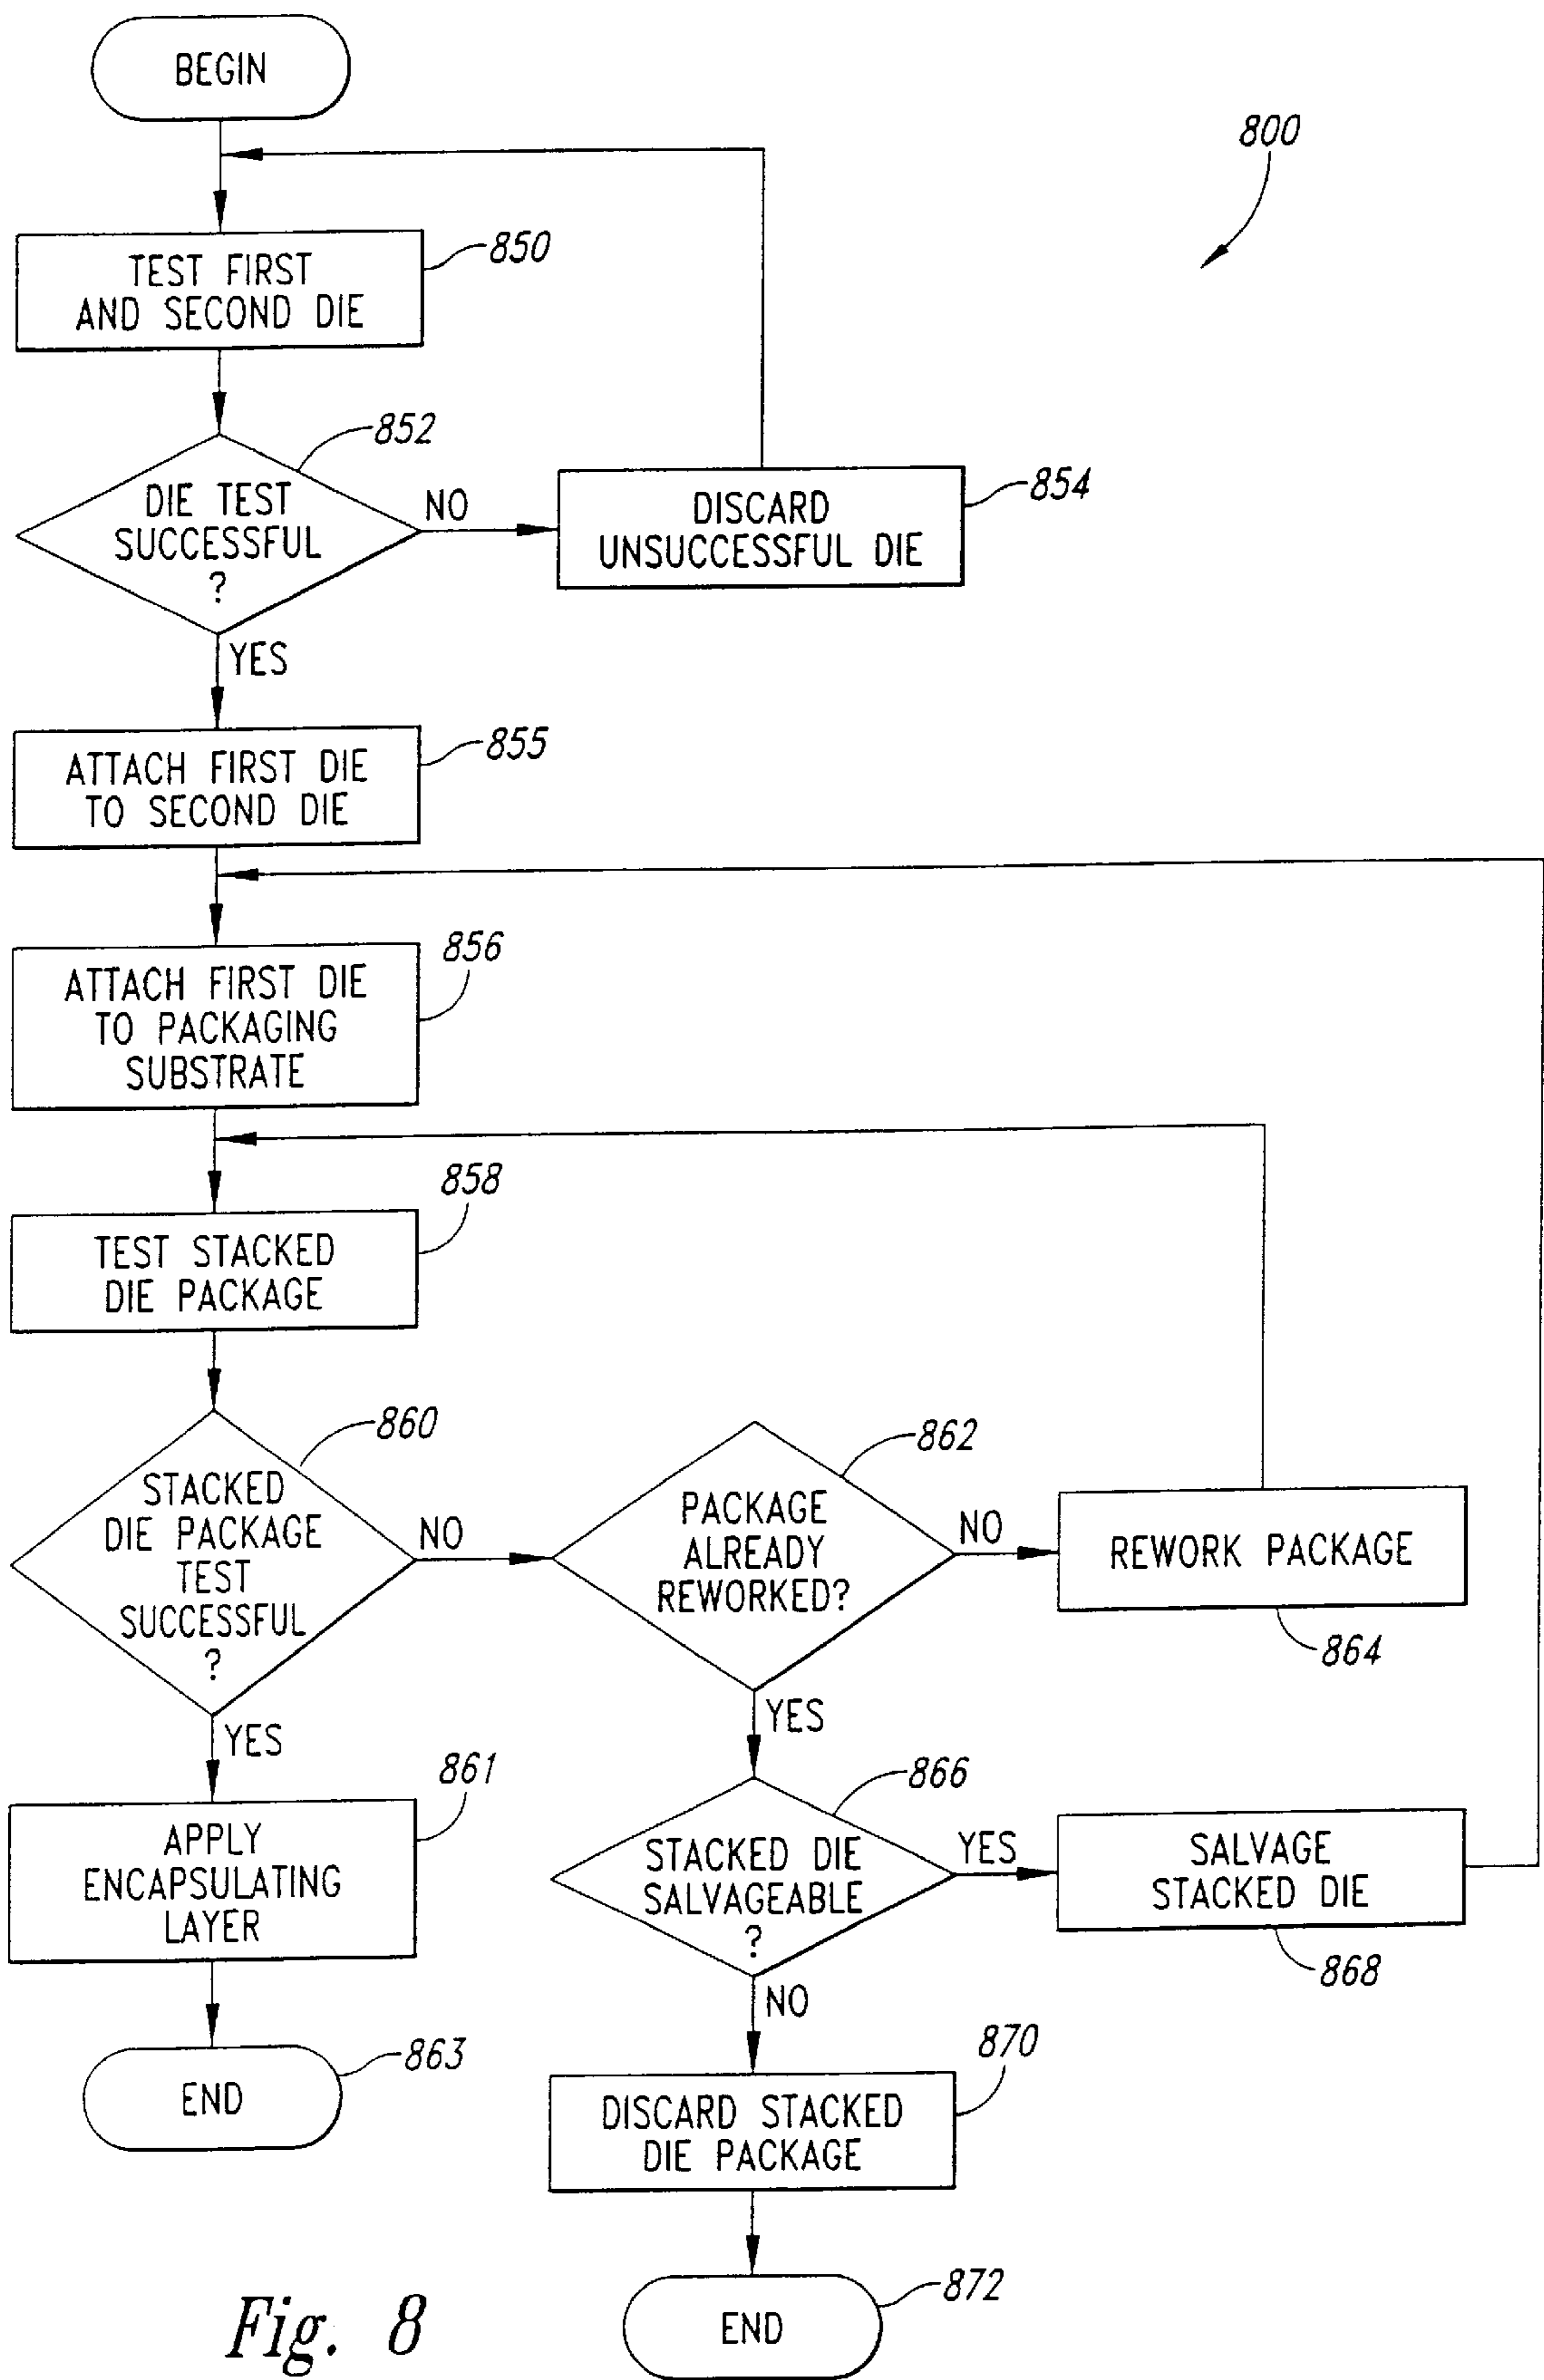 BEGIN
800
TEST FIRST
AND SECOND DIE
850
852
DIE TEST
SUCCESSFUL
?
NO
DISCARD
UNSUCCESSFUL DIE
854
YES
ATTACH FIRST DIE
TO SECOND DIE
855
ATTACH FIRST DIE
TO PACKAGING
SUBSTRATE
856
TEST STACKED
DIE PACKAGE
858
860
STACKED
DIE PACKAGE
TEST
SUCCESSFUL
?
NO
862
PACKAGE
ALREADY
REWORKED?
NO
REWORK PACKAGE
864
YES
YES
861
APPLY
ENCAPSULATING
LAYER
866
STACKED DIE
SALVAGEABLE
?
YES
SALVAGE
STACKED DIE
868
NO
END
863
DISCARD STACKED
DIE PACKAGE
870
END
872
Fig. 8